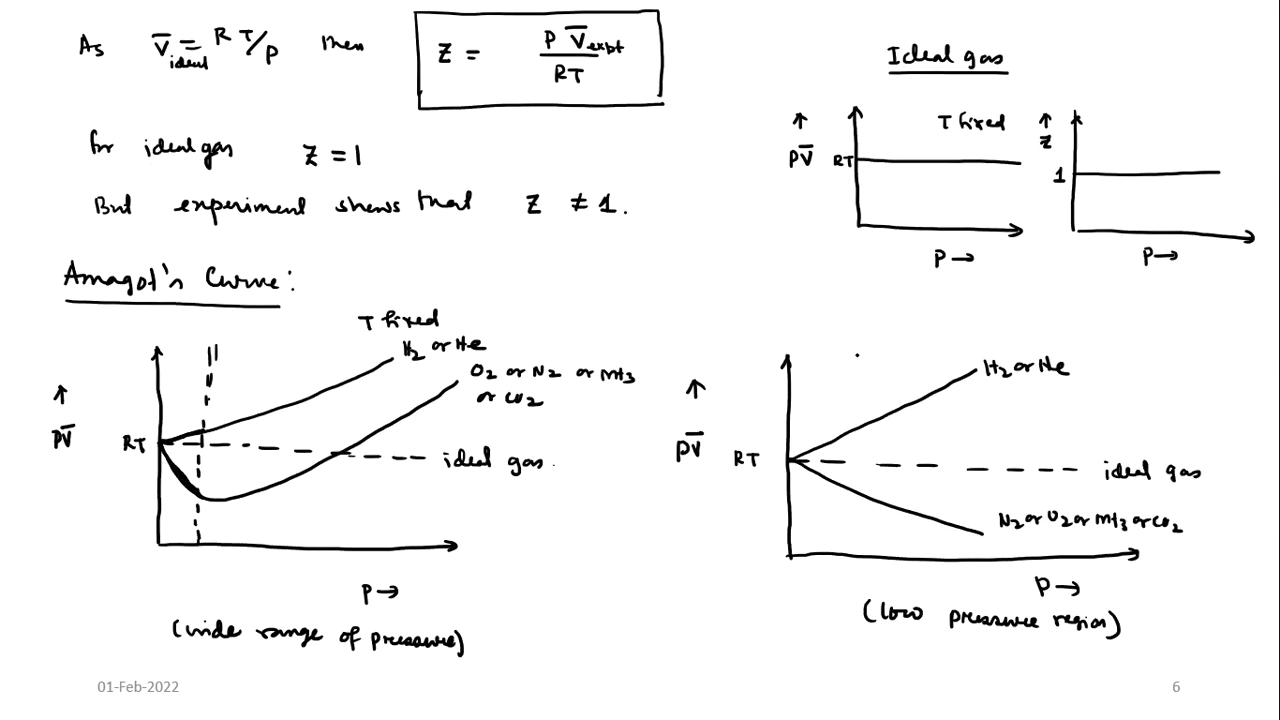 As V̄ideal = RT/P then
Z = P V̄expt / RT
for ideal gas Z = 1
But experiment shows that Z ≠ 1.
Ideal gas
↑ PV̄ RT T fixed P →
↑ Z 1 P →
Amagat's Curve:
T fixed
H2 or He
O2 or N2 or NH3
or CO2
↑
PV̄ RT
ideal gas.
P →
(wide range of pressure)
H2 or He
↑
PV̄ RT
ideal gas
N2 or O2 or NH3 or CO2
P →
(low pressure region)
01-Feb-2022
6